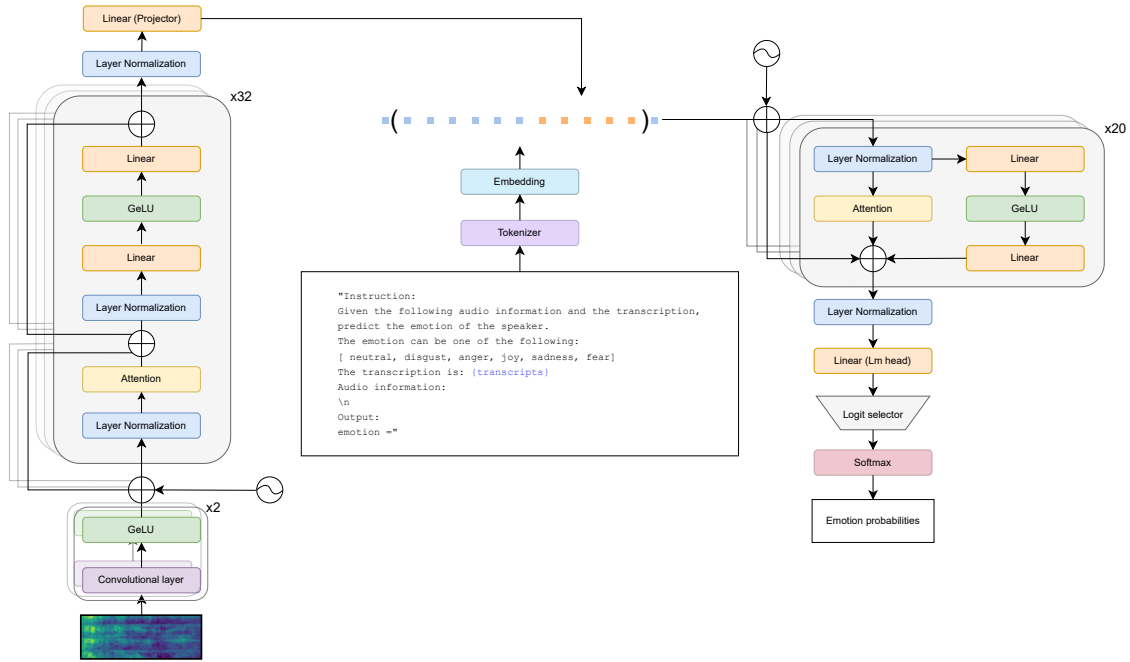 Linear (Projector)
Layer Normalization
x32
Linear
GeLU
Linear
Layer Normalization
Attention
Layer Normalization
x2
GeLU
Convolutional layer
(
)
Embedding
Tokenizer
"Instruction:
Given the following audio information and the transcription,
predict the emotion of the speaker.
The emotion can be one of the following:
[ neutral, disgust, anger, joy, sadness, fear]
The transcription is: {transcripts}
Audio information:
\n
Output:
emotion ="
x20
Layer Normalization
Linear
Attention
GeLU
Linear
Layer Normalization
Linear (Lm head)
Logit selector
Softmax
Emotion probabilities